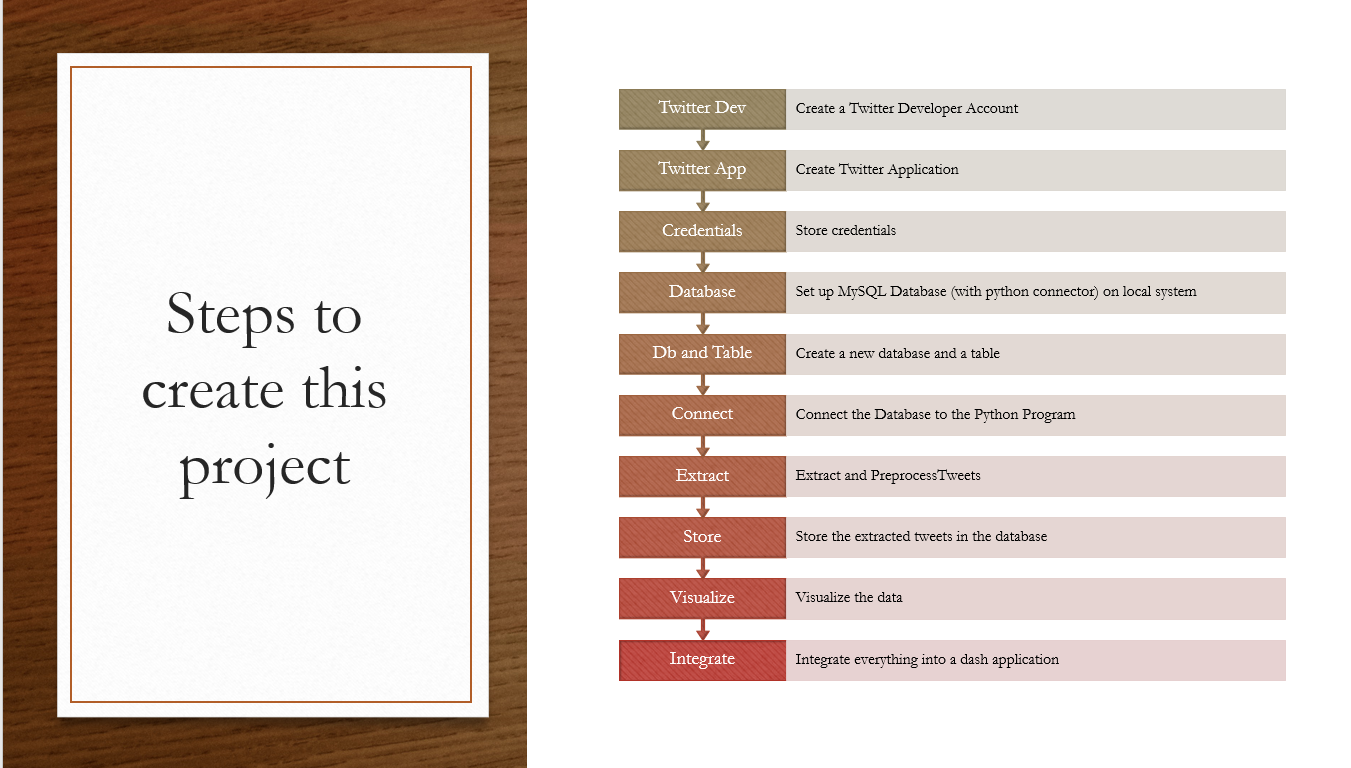 Steps to
create this
project
Twitter Dev
Create a Twitter Developer Account
Twitter App
Create Twitter Application
Credentials
Store credentials
Database
Set up MySQL Database (with python connector) on local system
Db and Table
Create a new database and a table
Connect
Connect the Database to the Python Program
Extract
Extract and PreprocessTweets
Store
Store the extracted tweets in the database
Visualize
Visualize the data
Integrate
Integrate everything into a dash application